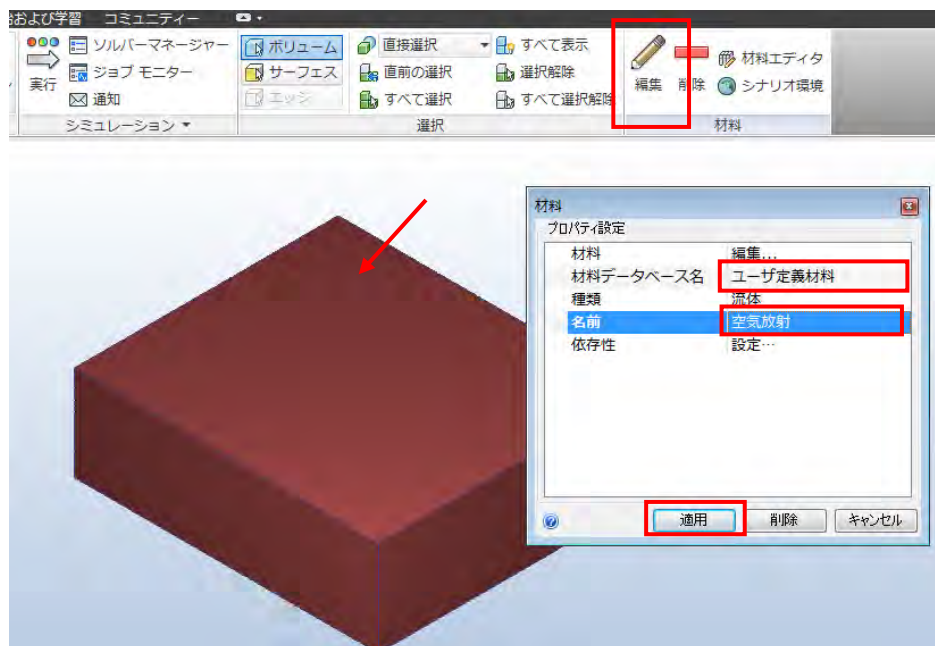 および学習 コミュニティー
実行
ソルバーマネージャー
ジョブ モニター
通知
シミュレーション
ボリューム
サーフェス
エッジ
直接選択
直前の選択
すべて選択
すべて表示
選択解除
すべて選択解除
選択
編集
削除
材料エディタ
シナリオ環境
材料
材料
プロパティ設定
材料 編集...
材料データベース名 ユーザ定義材料
種類 流体
名前 空気放射
依存性 設定…
適用 削除 キャンセル